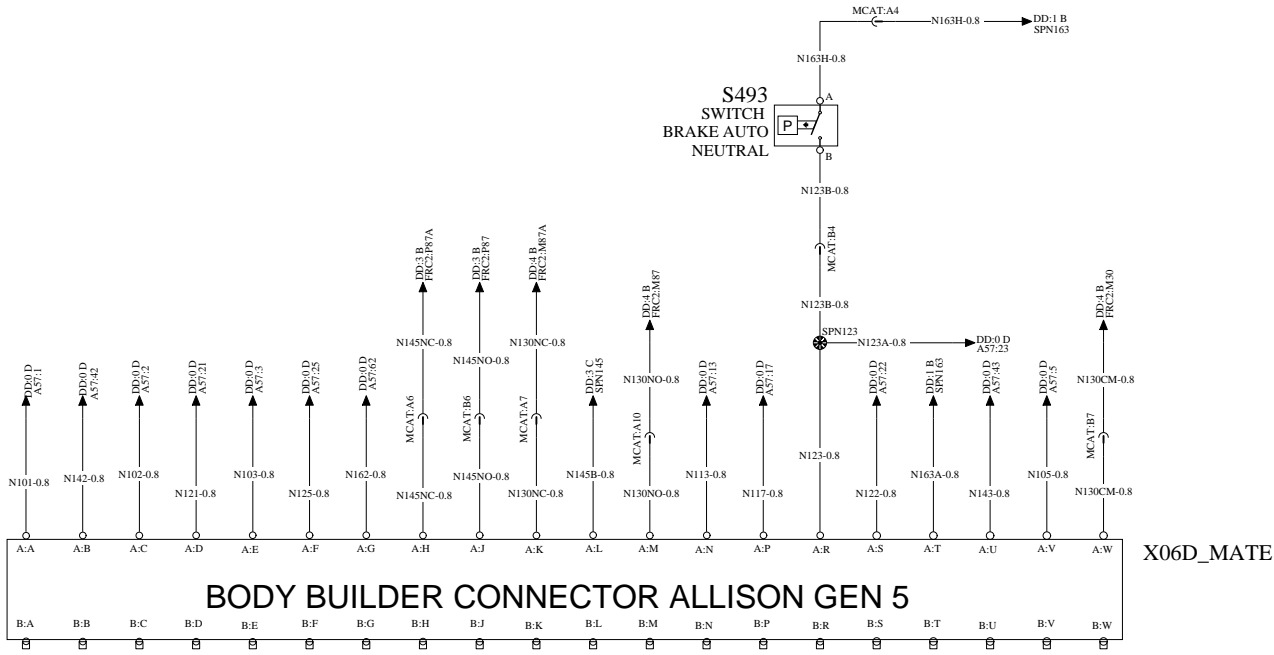 MCAT:A4
N163H-0.8
DD:1 B
SPN163
N163H-0.8
S493
SWITCH
BRAKE AUTO
NEUTRAL
A
P
B
N123B-0.8
MCAT:B4
N123B-0.8
SPN123
N123A-0.8
DD:0 D
A57:23
DD:0 D
A57:1
N101-0.8
DD:0 D
A57:42
N142-0.8
DD:0 D
A57:2
N102-0.8
DD:0 D
A57:21
N121-0.8
DD:0 D
A57:3
N103-0.8
DD:0 D
A57:25
N125-0.8
DD:0 D
A57:62
N162-0.8
DD:3 B
FRC2:P87A
N145NC-0.8
MCAT:A6
N145NC-0.8
DD:3 B
FRC2:P87
N145NO-0.8
MCAT:B6
N145NO-0.8
DD:4 B
FRC2:M87A
N130NC-0.8
MCAT:A7
N130NC-0.8
DD:3 C
SPN145
N145B-0.8
DD:4 B
FRC2:M87
N130NO-0.8
MCAT:A10
N130NO-0.8
DD:0 D
A57:13
N113-0.8
DD:0 D
A57:17
N117-0.8
N123-0.8
DD:0 D
A57:22
N122-0.8
DD:1 B
SPN163
N163A-0.8
DD:0 D
A57:43
N143-0.8
DD:0 D
A57:5
N105-0.8
DD:4 B
FRC2:M30
N130CM-0.8
MCAT:B7
N130CM-0.8
A:A A:B A:C A:D A:E A:F A:G A:H A:J A:K A:L A:M A:N A:P A:R A:S A:T A:U A:V A:W
X06D_MATE
BODY BUILDER CONNECTOR ALLISON GEN 5
B:A B:B B:C B:D B:E B:F B:G B:H B:J B:K B:L B:M B:N B:P B:R B:S B:T B:U B:V B:W